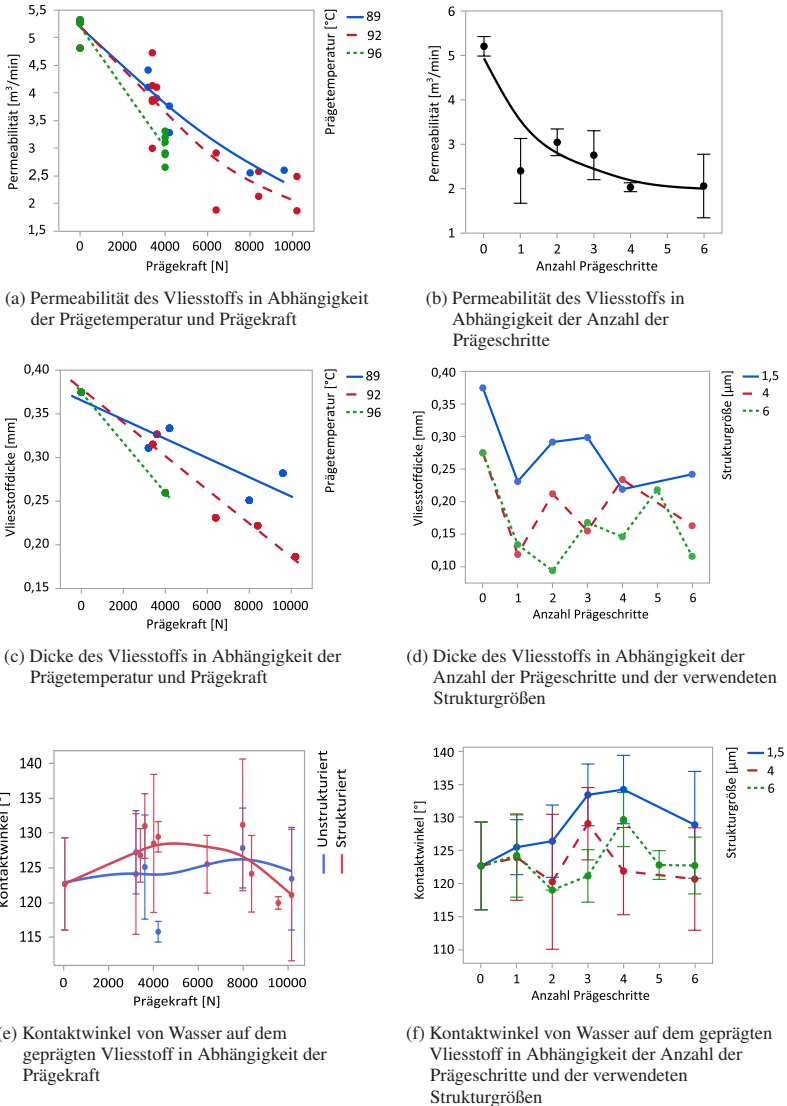 5,5
5
4,5
4
3,5
3
2,5
2
1,5
0 2000 4000 6000 8000 10000
Permeabilität [m³/min]
Prägekraft [N]
Prägetemperatur [°C]
89
92
96
(a) Permeabilität des Vliesstoffs in Abhängigkeit
der Prägetemperatur und Prägekraft
6
5
4
3
2
1
0 1 2 3 4 5 6
Permeabilität [m³/min]
Anzahl Prägeschritte
(b) Permeabilität des Vliesstoffs in
Abhängigkeit der Anzahl der
Prägeschritte
0,40
0,35
0,30
0,25
0,20
0,15
0 2000 4000 6000 8000 10000
Vliesstoffdicke [mm]
Prägekraft [N]
Prägetemperatur [°C]
89
92
96
(c) Dicke des Vliesstoffs in Abhängigkeit der
Prägetemperatur und Prägekraft
0,40
0,35
0,30
0,25
0,20
0,15
0,10
0 1 2 3 4 5 6
Vliesstoffdicke [mm]
Anzahl Prägeschritte
Strukturgröße [µm]
1,5
4
6
(d) Dicke des Vliesstoffs in Abhängigkeit der
Anzahl der Prägeschritte und der verwendeten
Strukturgrößen
140
135
130
125
120
115
0 2000 4000 6000 8000 10000
Kontaktwinkel [°]
Prägekraft [N]
Unstrukturiert
Strukturiert
(e) Kontaktwinkel von Wasser auf dem
geprägten Vliesstoff in Abhängigkeit der
Prägekraft
140
135
130
125
120
115
110
0 1 2 3 4 5 6
Kontaktwinkel [°]
Anzahl Prägeschritte
Strukturgröße [µm]
1,5
4
6
(f) Kontaktwinkel von Wasser auf dem geprägten
Vliesstoff in Abhängigkeit der Anzahl der
Prägeschritte und der verwendeten
Strukturgrößen